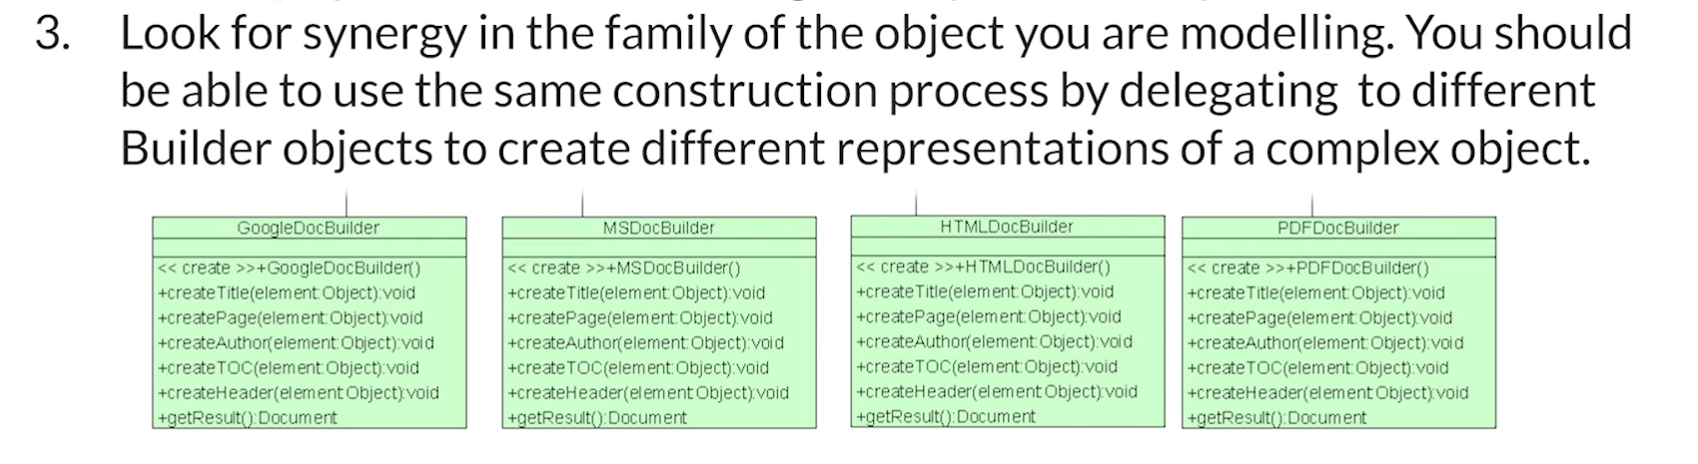 3. Look for synergy in the family of the object you are modelling. You should
be able to use the same construction process by delegating to different
Builder objects to create different representations of a complex object.
GoogleDocBuilder
<< create >>+GoogleDocBuilder()
+createTitle(element:Object):void
+createPage(element:Object):void
+createAuthor(element:Object):void
+createTOC(element:Object):void
+createHeader(element:Object):void
+getResult():Document
MSDocBuilder
<< create >>+MSDocBuilder()
+createTitle(element:Object):void
+createPage(element:Object):void
+createAuthor(element:Object):void
+createTOC(element:Object):void
+createHeader(element:Object):void
+getResult():Document
HTMLDocBuilder
<< create >>+HTMLDocBuilder()
+createTitle(element:Object):void
+createPage(element:Object):void
+createAuthor(element:Object):void
+createTOC(element:Object):void
+createHeader(element:Object):void
+getResult():Document
PDFDocBuilder
<< create >>+PDFDocBuilder()
+createTitle(element:Object):void
+createPage(element:Object):void
+createAuthor(element:Object):void
+createTOC(element:Object):void
+createHeader(element:Object):void
+getResult():Document